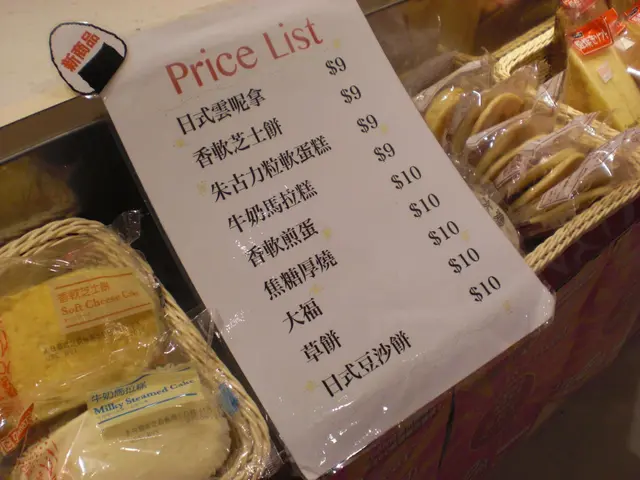 新商品
Price List
日式雲呢拿 $9
香軟芝士餅 $9
朱古力粒軟蛋糕 $9
牛奶馬拉糕 $9
香軟煎蛋 $10
焦糖厚燒 $10
大福 $10
草餅 $10
日式豆沙餅 $10
香軟芝士餅
Soft Cheese Cake
牛奶馬拉糕
Milky Steamed Cake